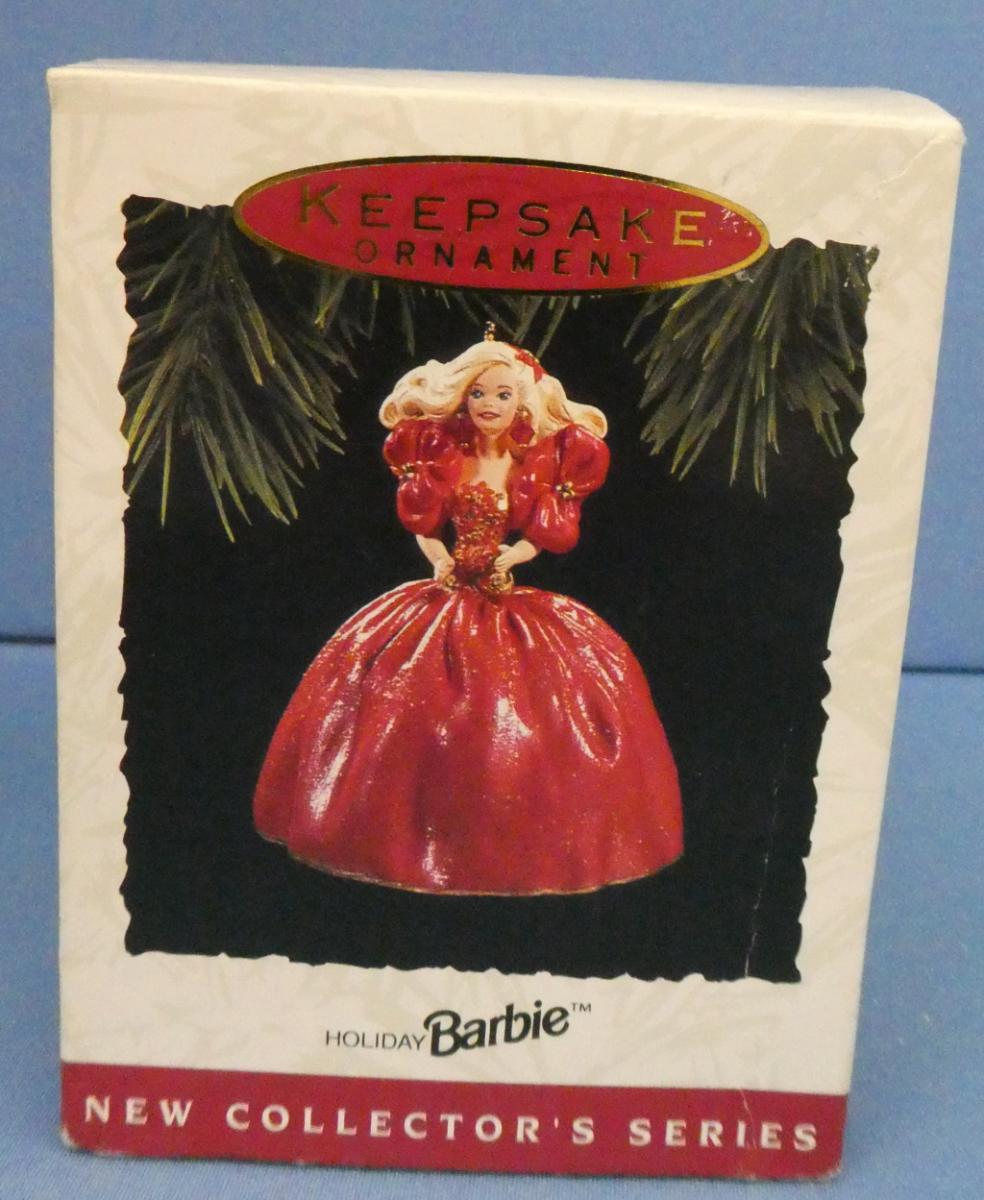 KEEPSAKE
ORNAMENT
HOLIDAY Barbie™
NEW COLLECTOR'S SERIES